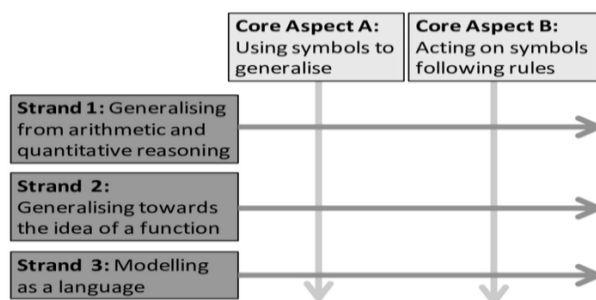 Core Aspect A:
Using symbols to
generalise
Core Aspect B:
Acting on symbols
following rules
Strand 1: Generalising
from arithmetic and
quantitative reasoning
Strand 2:
Generalising towards
the idea of a function
Strand 3: Modelling
as a language